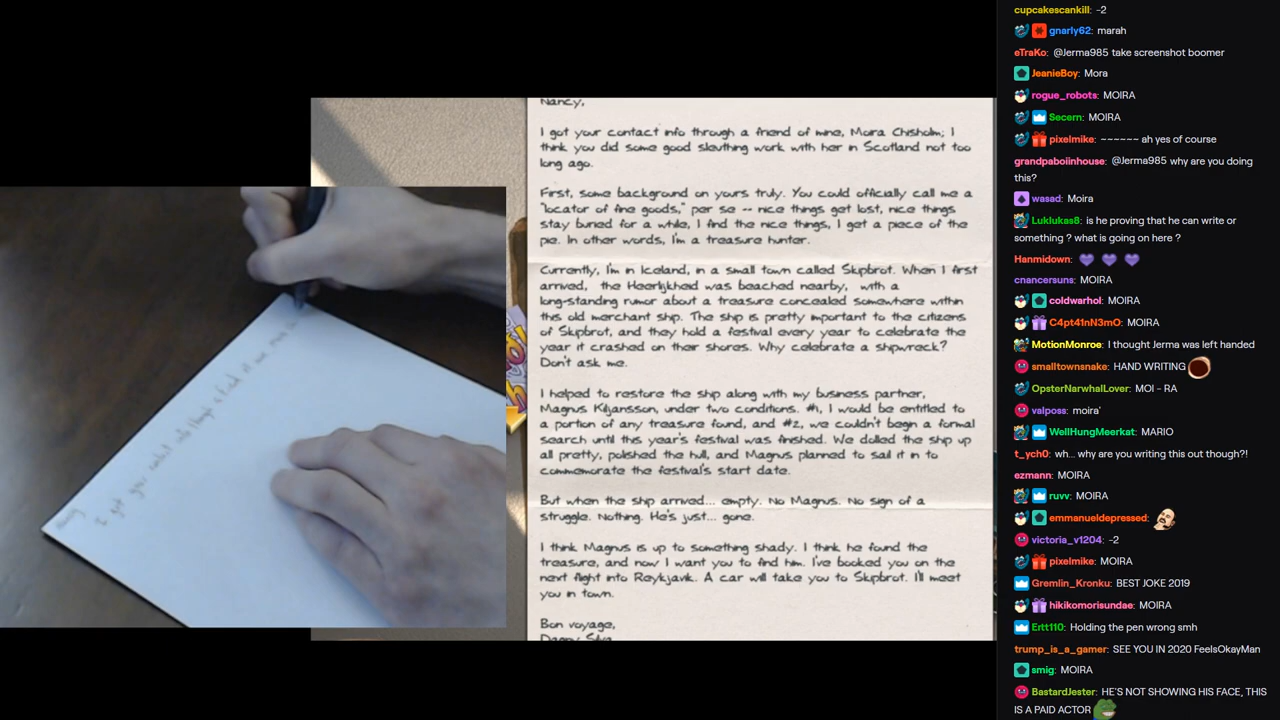 Nancy,
I got your contact info through a friend of mine, Moira Chisholm; I
think you did some good sleuthing work with her in Scotland not too
long ago.
First, some background on yours truly. You could officially call me a
"locator of fine goods," per se -- nice things get lost, nice things
stay buried for a while, I find the nice things, I get a piece of the
pie. In other words, I'm a treasure hunter.
Currently, I'm in Iceland, in a small town called Skipbrot. When I first
arrived, the Heerlijkheid was beached nearby, with a
long-standing rumor about a treasure concealed somewhere within
this old merchant ship. The ship is pretty important to the citizens
of Skipbrot, and they hold a festival every year to celebrate the
year it crashed on their shores. Why celebrate a shipwreck?
Don't ask me.
I helped to restore the ship along with my business partner,
Magnus Kiljansson, under two conditions. #1, I would be entitled to
a portion of any treasure found, and #2, we couldn't begin a formal
search until this year's festival was finished. We dolled the ship up
all pretty, polished the hull, and Magnus planned to sail it in to
commemorate the festival's start date.
But when the ship arrived... empty. No Magnus. No sign of a
struggle. Nothing. He's just... gone.
I think Magnus is up to something shady. I think he found the
treasure, and now I want you to find him. I've booked you on the
next flight into Reykjavik. A car will take you to Skipbrot. I'll meet
you in town.
Bon voyage,
Dagny Silva
cupcakescankill: -2
gnarly62: marah
eTraKo: @Jerma985 take screenshot boomer
JeanieBoy: Mora
rogue_robots: MOIRA
Secern: MOIRA
pixelmike: ~~~~~~ ah yes of course
grandpaboiinhouse: @Jerma985 why are you doing
this?
wasad: Moira
Luklukas8: is he proving that he can write or
something ? what is going on here ?
Hanmidown: 💜 💜 💜
cnancersuns: MOIRA
coldwarhol: MOIRA
C4pt41nN3mO: MOIRA
MotionMonroe: I thought Jerma was left handed
smalltownsnake: HAND WRITING
OpsterNarwhalLover: MOI - RA
valposs: moira'
WellHungMeerkat: MARIO
t_ych0: wh... why are you writing this out though?!
ezmann: MOIRA
ruvv: MOIRA
emmanueldepressed:
victoria_v1204: -2
pixelmike: MOIRA
Gremlin_Kronku: BEST JOKE 2019
hikikomorisundae: MOIRA
Ertt110: Holding the pen wrong smh
trump_is_a_gamer: SEE YOU IN 2020 FeelsOkayMan
smig: MOIRA
BastardJester: HE'S NOT SHOWING HIS FACE, THIS
IS A PAID ACTOR